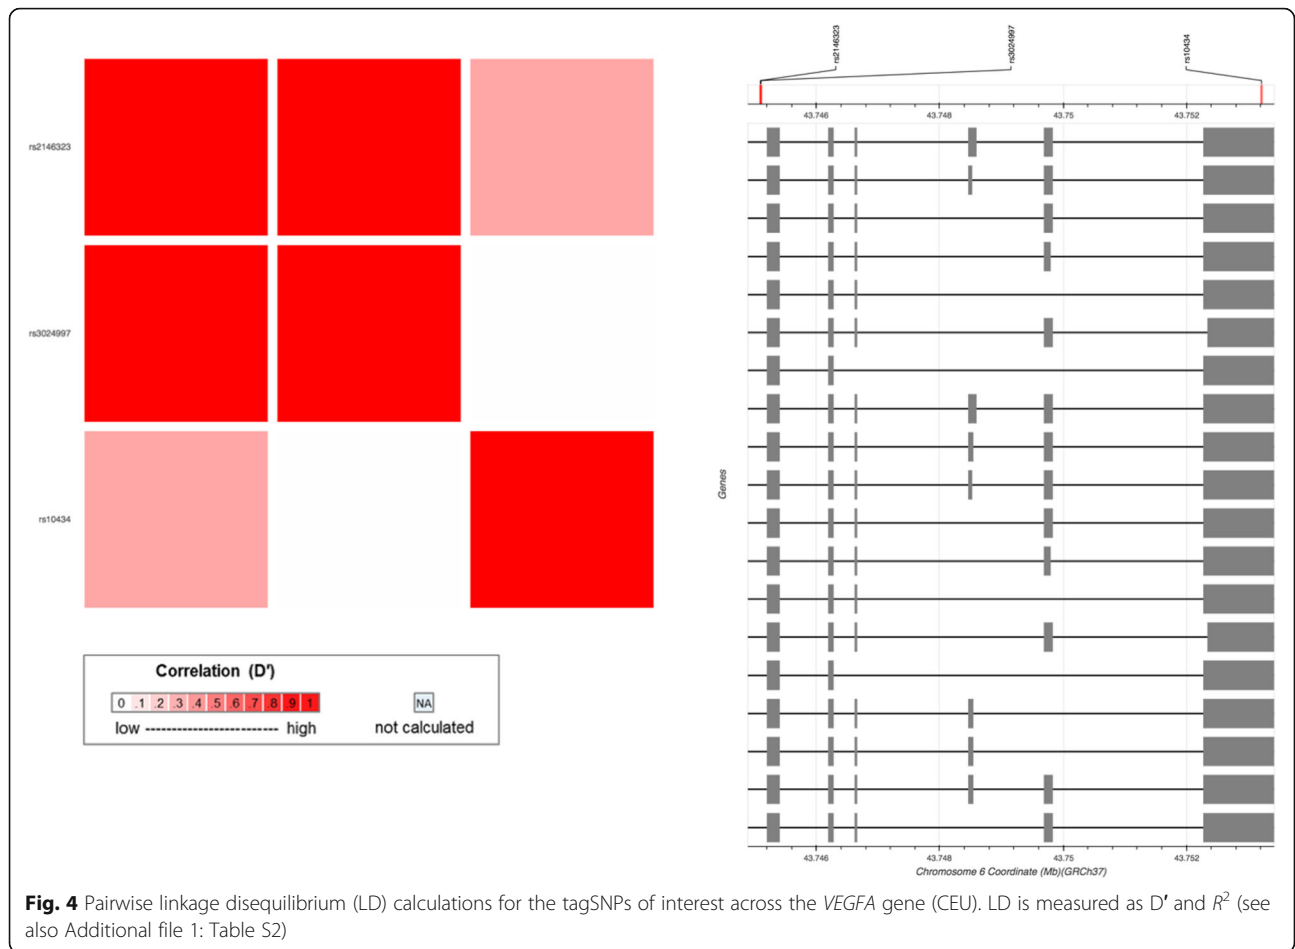 rs2146323
rs3024997
rs10434
Correlation (D′)
0 .1 .2 .3 .4 .5 .6 .7 .8 .9 1
NA
low ------------------------- high
not calculated
rs2146323
rs3024997
rs10434
43.746 43.748 43.75 43.752
Genes
43.746 43.748 43.75 43.752
Chromosome 6 Coordinate (Mb)(GRCh37)
Fig. 4 Pairwise linkage disequilibrium (LD) calculations for the tagSNPs of interest across the VEGFA gene (CEU). LD is measured as D′ and R² (see
also Additional file 1: Table S2)